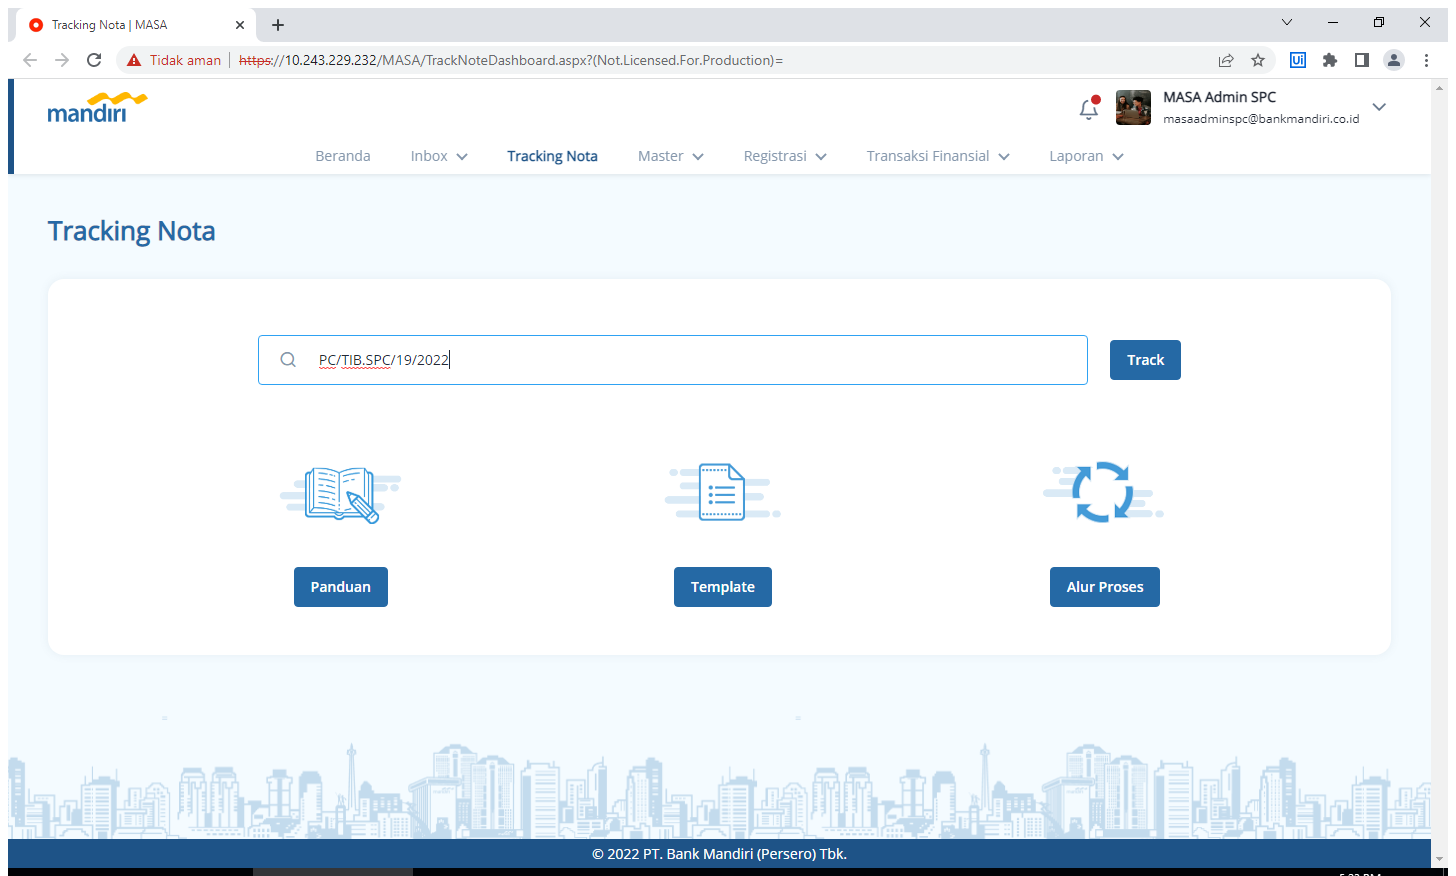 Tracking Nota | MASA
Tidak aman https://10.243.229.232/MASA/TrackNoteDashboard.aspx?(Not.Licensed.For.Production)=
Ui
mandiri
MASA Admin SPC
masaadminspc@bankmandiri.co.id
Beranda Inbox Tracking Nota Master Registrasi Transaksi Finansial Laporan
Tracking Nota
PC/TIB.SPC/19/2022
Track
Panduan Template Alur Proses
© 2022 PT. Bank Mandiri (Persero) Tbk.